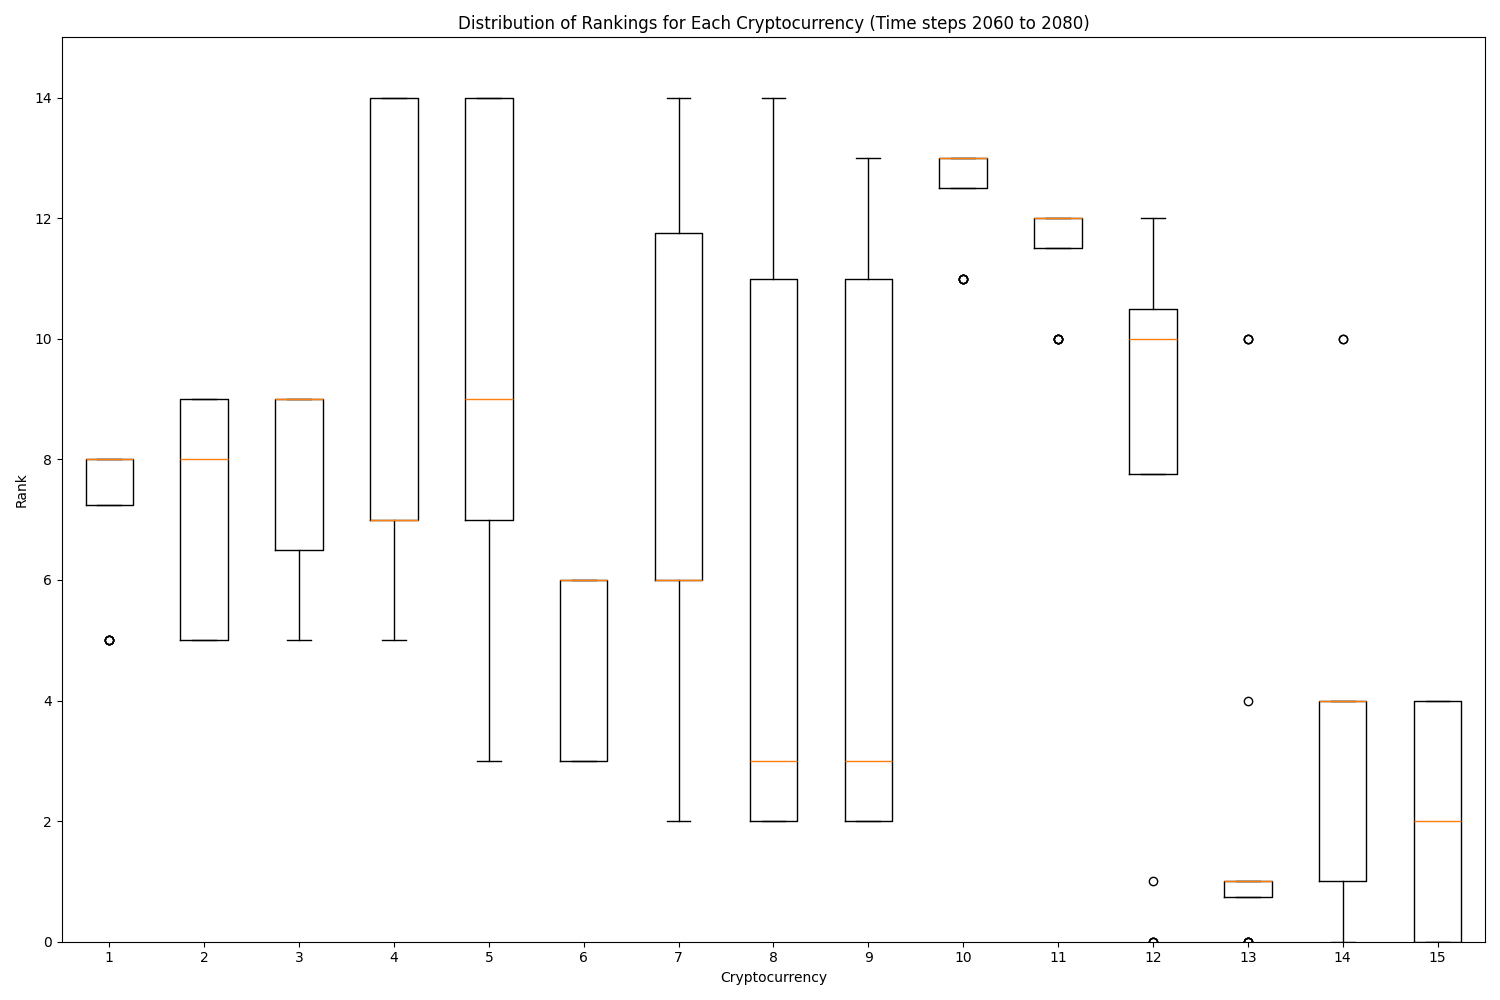 Distribution of Rankings for Each Cryptocurrency (Time steps 2060 to 2080)
14
12
10
8
6
4
2
0
Rank
1 2 3 4 5 6 7 8 9 10 11 12 13 14 15
Cryptocurrency